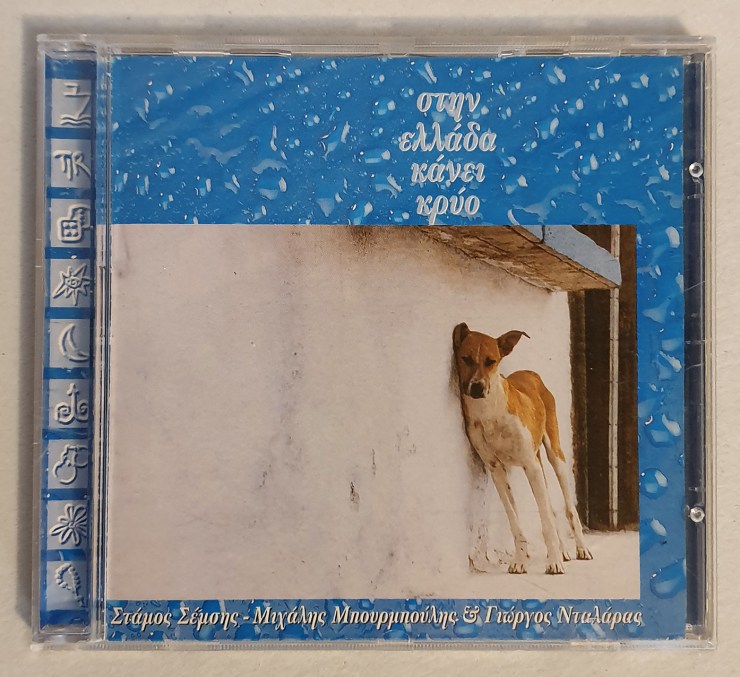 στην
ελλάδα
κάνει
κρύο
Στάμος Σέμσης - Μιχάλης Μπουρμπούλης & Γιώργος Νταλάρας